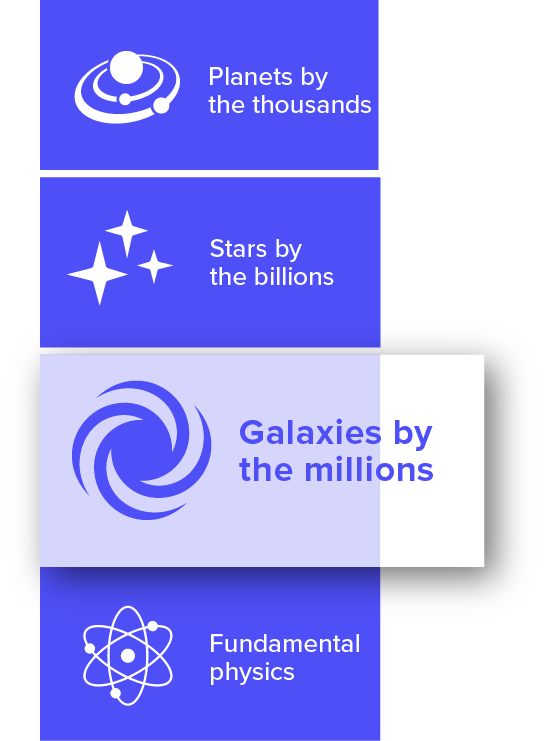 Planets by
the thousands
Stars by
the billions
Galaxies by
the millions
Fundamental
physics